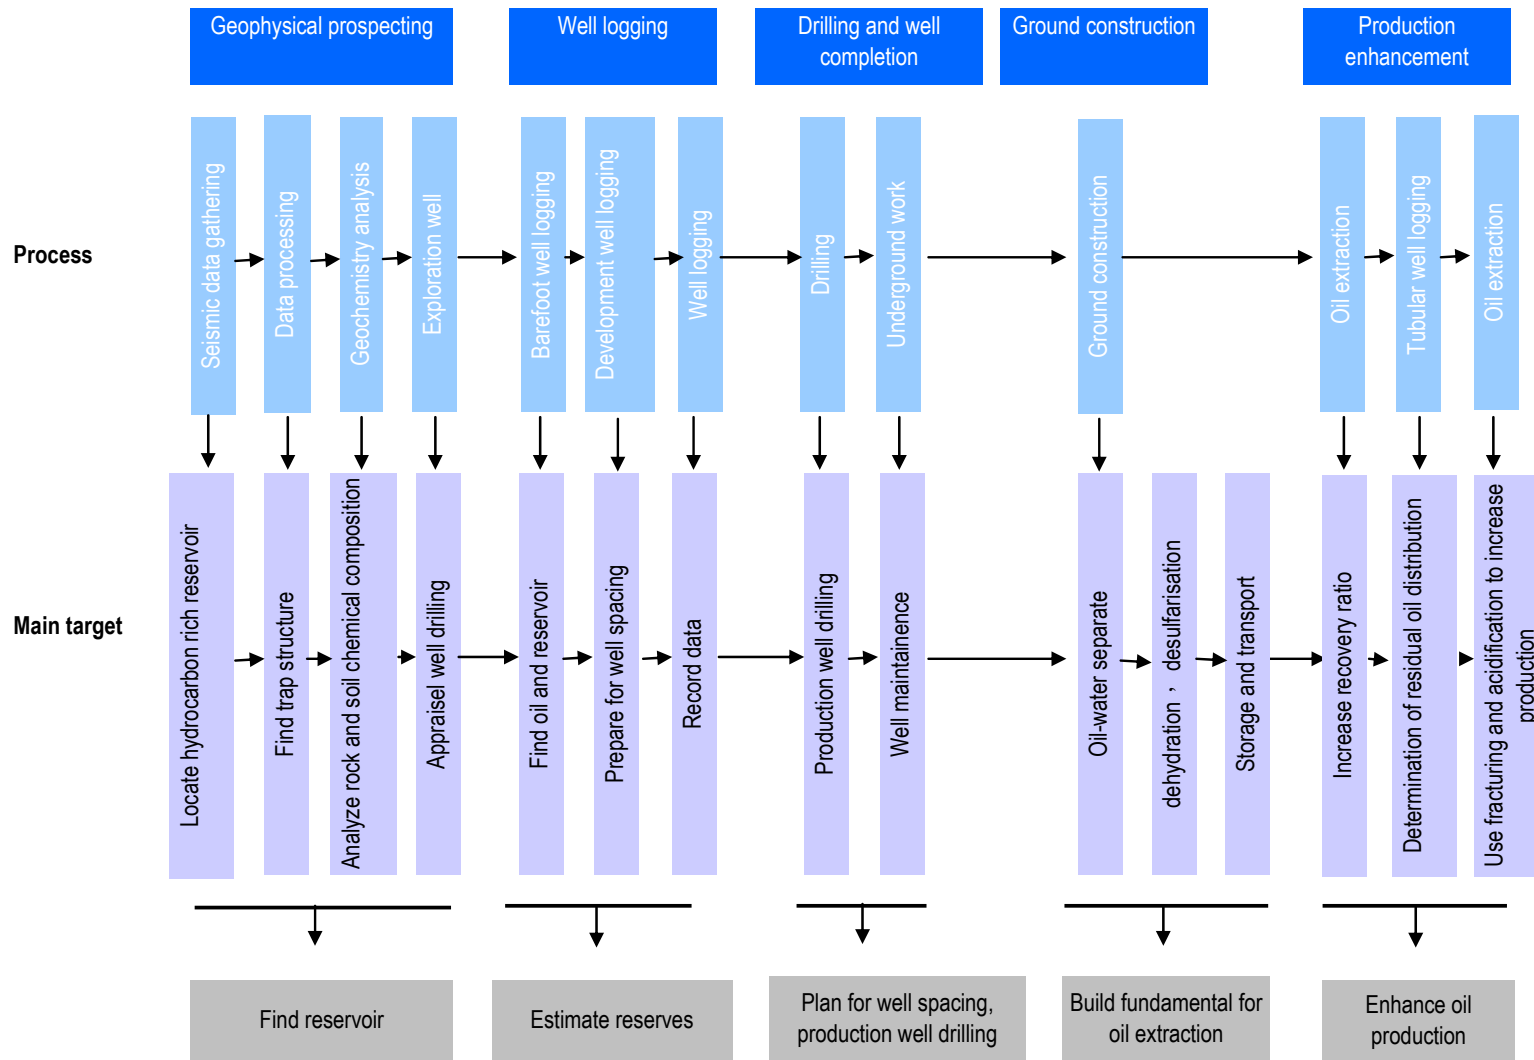 Geophysical prospecting
Well logging
Drilling and well
completion
Ground construction
Production
enhancement
Process
Seismic data gathering
Data processing
Geochemistry analysis
Exploration well
Barefoot well logging
Development well logging
Well logging
Drilling
Underground work
Ground construction
Oil extraction
Tubular well logging
Oil extraction
Main target
Locate hydrocarbon rich reservoir
Find trap structure
Analyze rock and soil chemical composition
Appraisel well drilling
Find oil and reservoir
Prepare for well spacing
Record data
Production well drilling
Well maintainence
Oil-water separate
dehydration，desulfarisation
Storage and transport
Increase recovery ratio
Determination of residual oil distribution
Use fracturing and acidification to increase
production
Find reservoir
Estimate reserves
Plan for well spacing,
production well drilling
Build fundamental for
oil extraction
Enhance oil
production